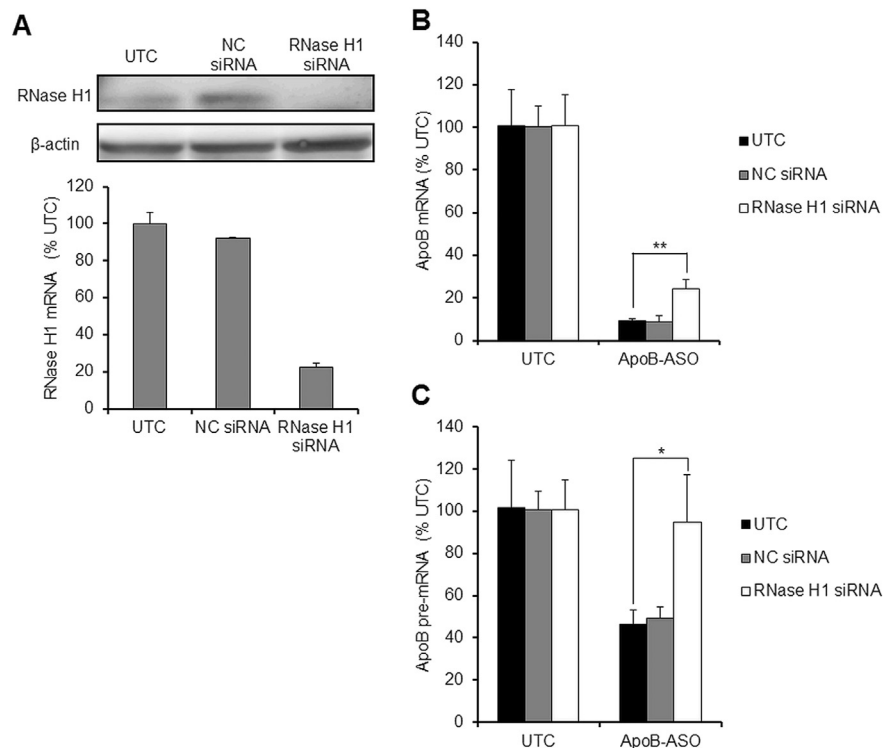 A
UTC
NC
siRNA
RNase H1
siRNA
RNase H1
β-actin
RNase H1 mRNA (% UTC)
120
100
80
60
40
20
0
UTC
NC siRNA
RNase H1
siRNA
B
ApoB mRNA (% UTC)
140
120
100
80
60
40
20
0
**
UTC
ApoB-ASO
UTC
NC siRNA
RNase H1 siRNA
C
ApoB pre-mRNA (% UTC)
140
120
100
80
60
40
20
0
*
UTC
ApoB-ASO
UTC
NC siRNA
RNase H1 siRNA